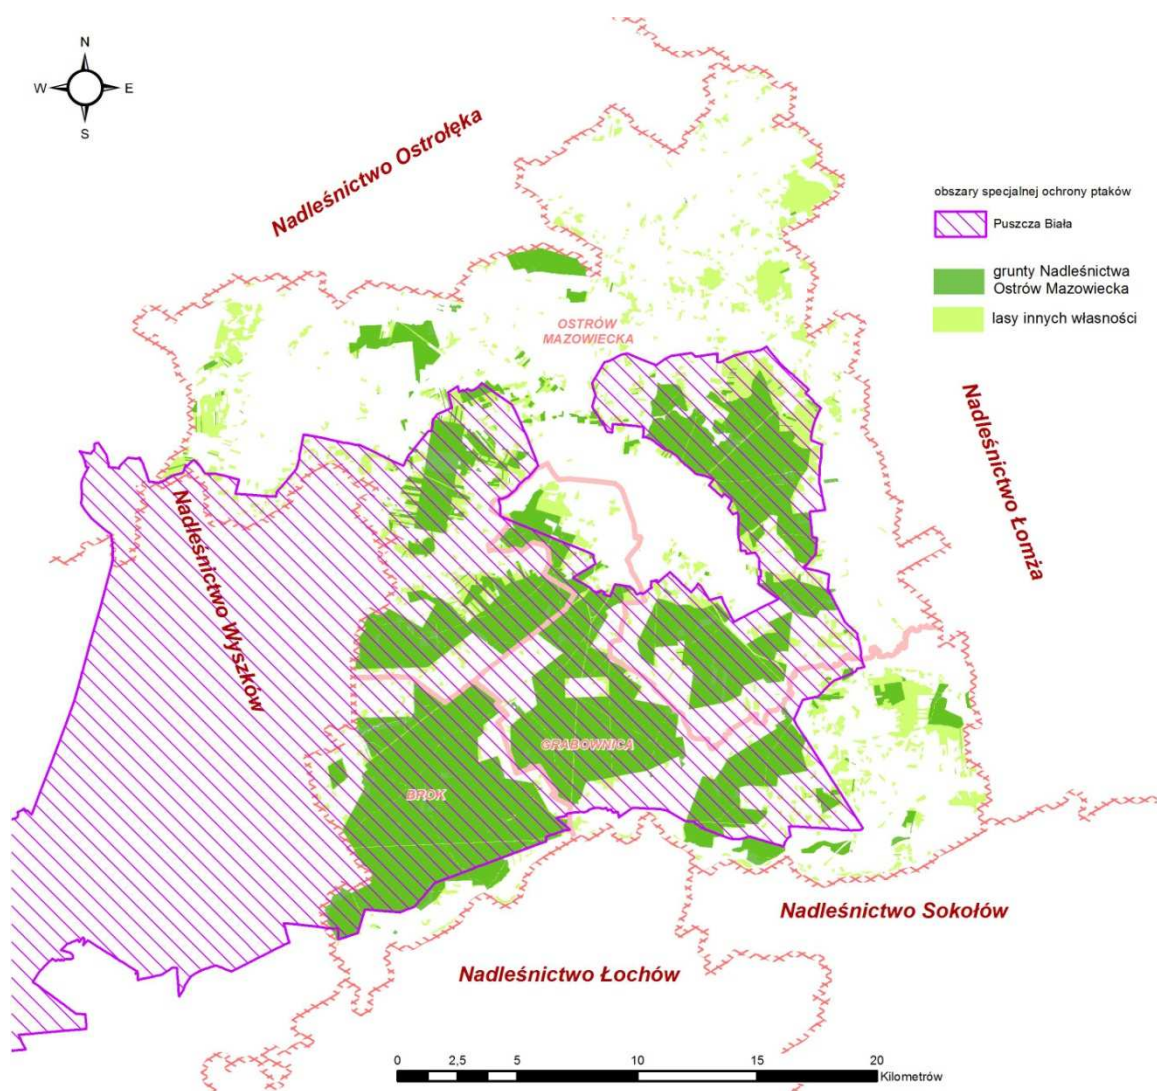 N
W E
S
Nadleśnictwo Ostrołęka
obszary specjalnej ochrony ptaków
Puszcza Biała
grunty Nadleśnictwa
Ostrów Mazowiecka
lasy innych własności
OSTRÓW
MAZOWIECKA
Nadleśnictwo Łomża
Nadleśnictwo Wyszków
GRABOWNICA
BROK
Nadleśnictwo Sokołów
Nadleśnictwo Łochów
0 2,5 5 10 15 20
Kilometrów